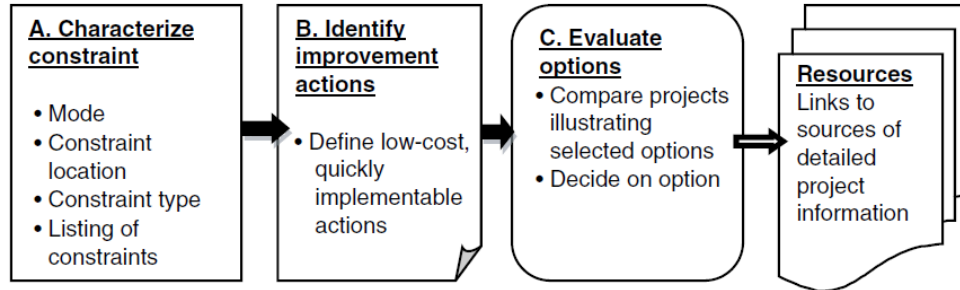 A. Characterize
constraint
• Mode
• Constraint
location
• Constraint type
• Listing of
constraints
B. Identify
improvement
actions
• Define low-cost,
quickly
implementable
actions
C. Evaluate
options
• Compare projects
illustrating
selected options
• Decide on option
Resources
Links to
sources of
detailed
project
information